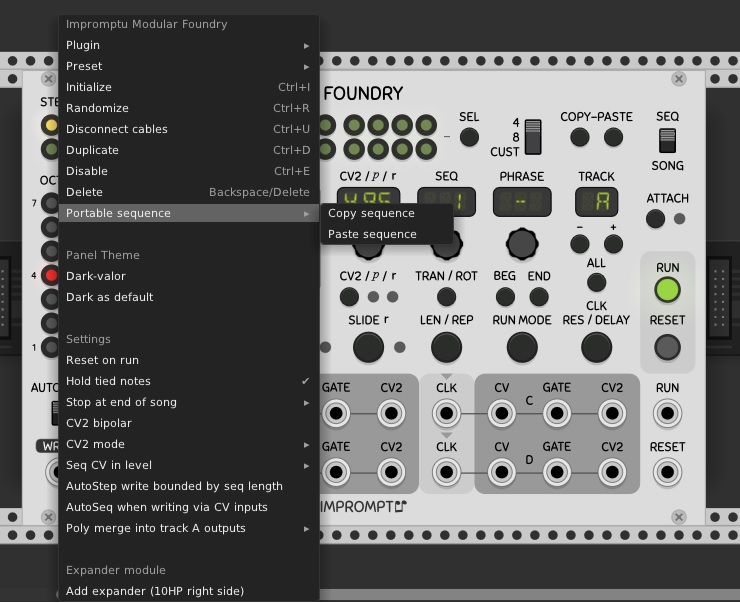 Impromptu Modular Foundry
Plugin
Preset
Initialize Ctrl+I
Randomize Ctrl+R
Disconnect cables Ctrl+U
Duplicate Ctrl+D
Disable Ctrl+E
Delete Backspace/Delete
Portable sequence
Copy sequence
Paste sequence
Panel Theme
Dark-valor
Dark as default
Settings
Reset on run
Hold tied notes ✔
Stop at end of song
CV2 bipolar
CV2 mode
Seq CV in level
AutoStep write bounded by seq length
AutoSeq when writing via CV inputs
Poly merge into track A outputs
Expander module
Add expander (10HP right side)
7
4
1
FOUNDRY
SEL
4
8
CUST
COPY-PASTE
SEQ
SONG
CV2 / p / r
SEQ
PHRASE
TRACK
1
-
A
ATTACH
- +
ALL
CV2 / p / r
TRAN / ROT
BEG END
RUN
SLIDE r
LEN / REP
RUN MODE
CLK
RES / DELAY
RESET
GATE CV2 CLK CV GATE CV2 RUN
C
GATE CV2 CLK CV GATE CV2 RESET
D
IMPROMPT